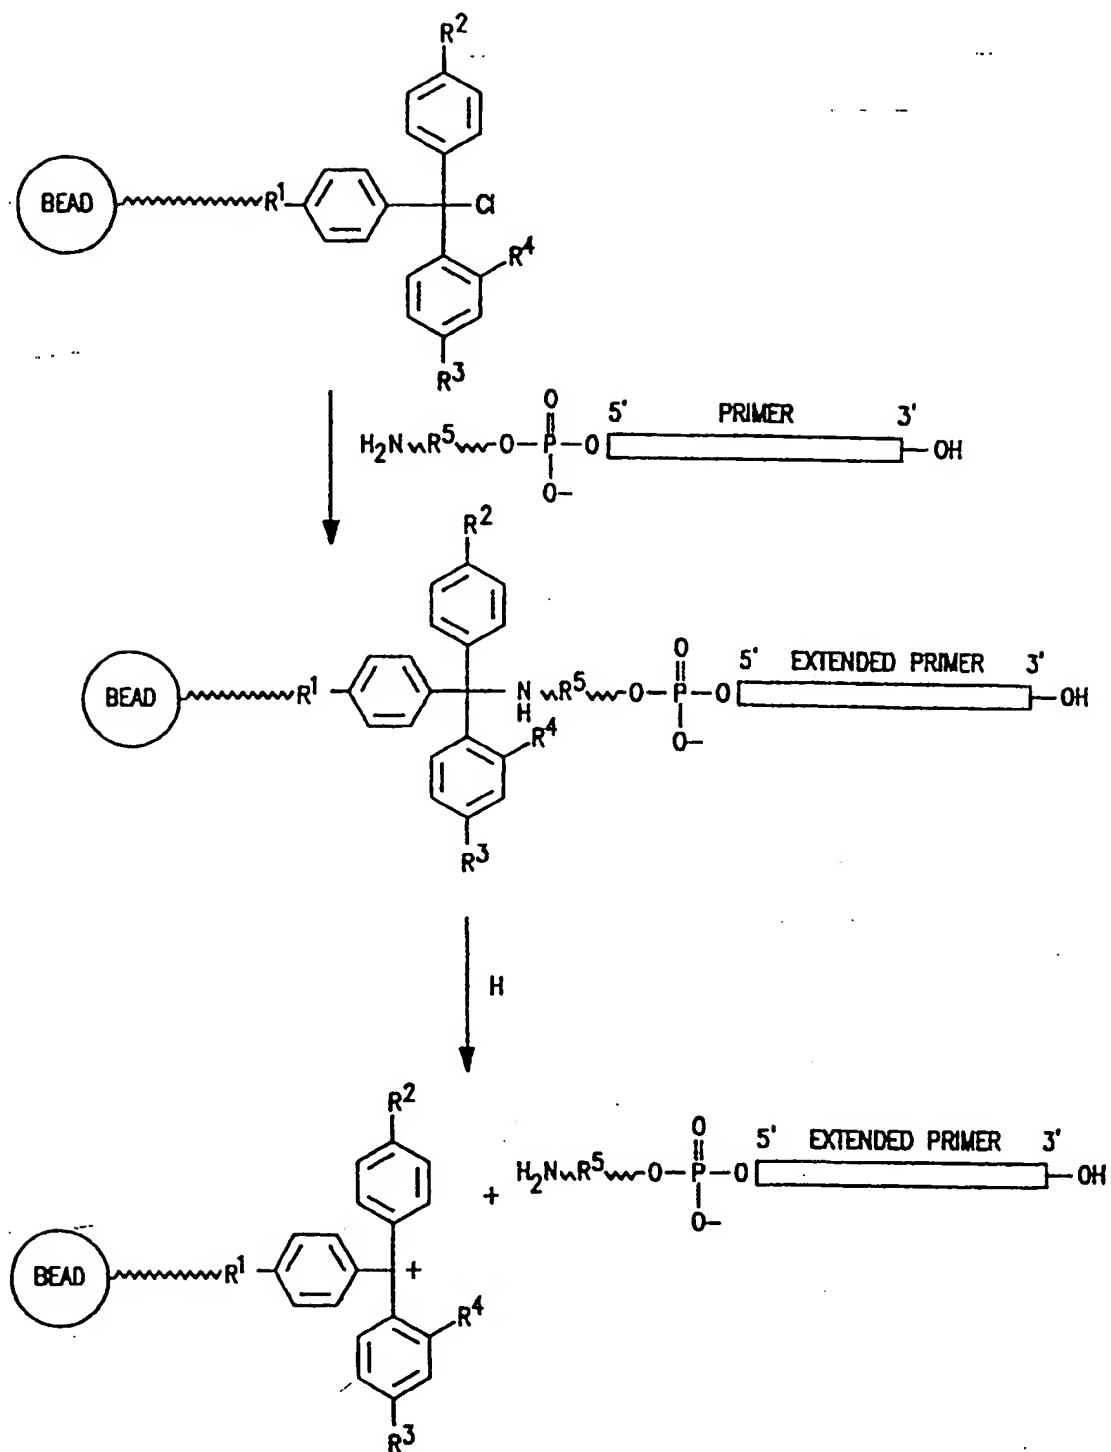 R²
BEAD
R¹
Cl
R⁴
R³
5' PRIMER 3'
H₂N R⁵ O-P-O OH
O
O-
R²
BEAD
R¹
N
H
R⁵ O-P-O
O
O-
5' EXTENDED PRIMER 3'
OH
R⁴
R³
H
R²
BEAD
R¹
+
R⁴
R³
+
H₂N R⁵ O-P-O
O
O-
5' EXTENDED PRIMER 3'
OH